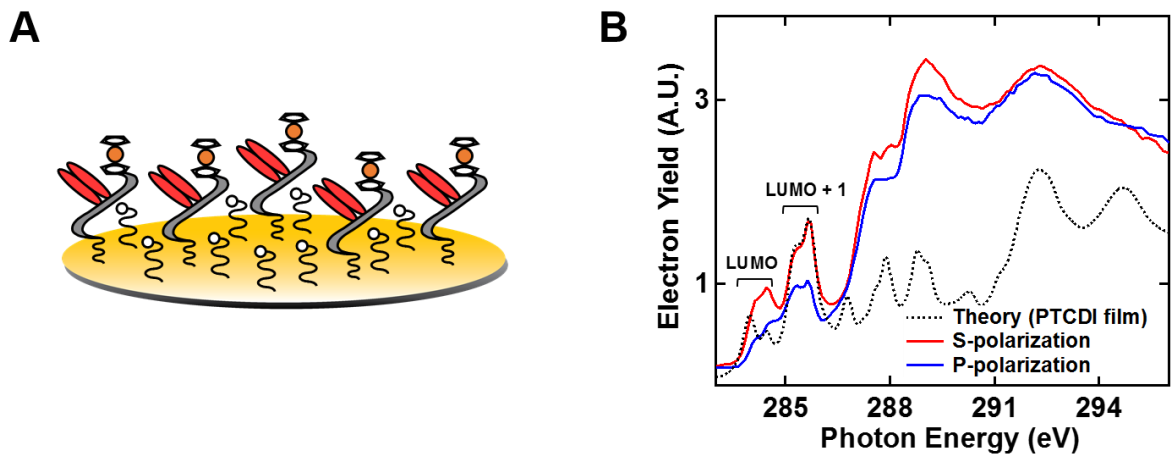 A
B
Electron Yield (A.U.)
3
1
LUMO
LUMO + 1
Theory (PTCDI film)
S-polarization
P-polarization
285 288 291 294
Photon Energy (eV)